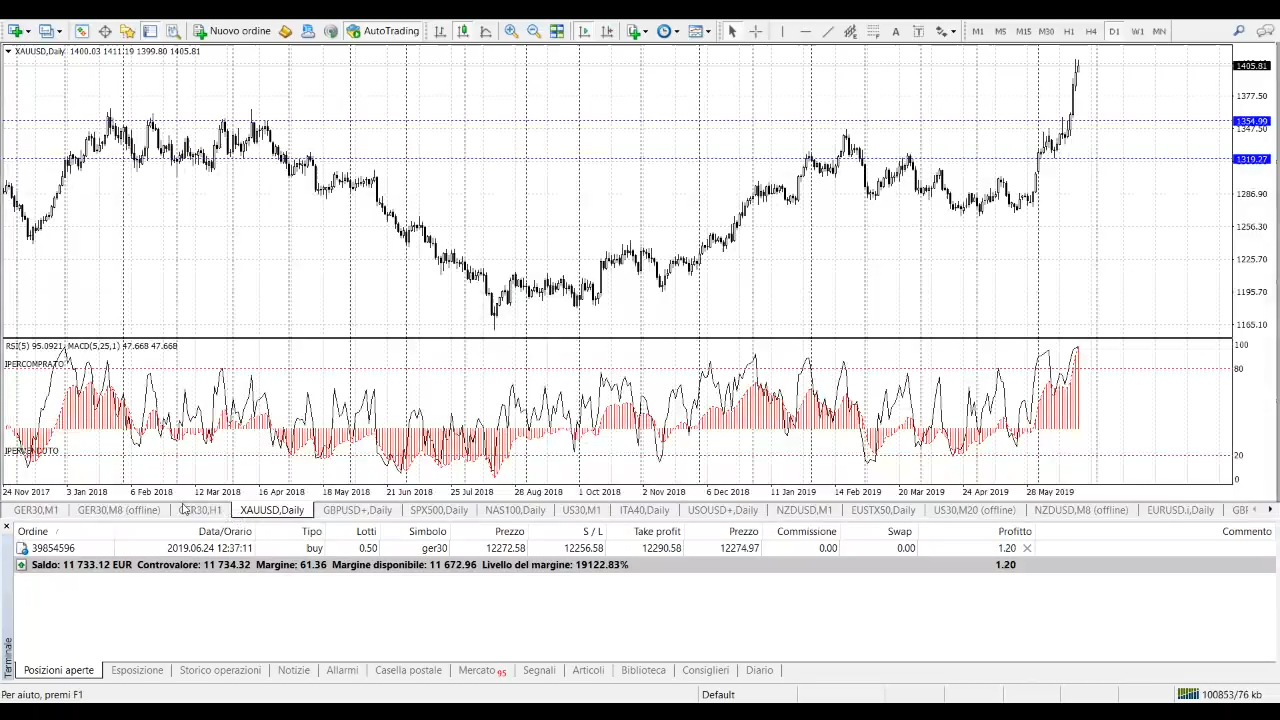 Nuovo ordine AutoTrading A T M1 M5 M15 M30 H1 H4 D1 W1 MN
XAUUSD,Daily 1400.03 1411.19 1399.80 1405.81
1405.81
1377.50
1354.99
1347.50
1319.27
1286.90
1256.30
1225.70
1195.70
1165.10
RSI(5) 95.0921 MACD(5,25,1) 47.668 47.668
100
IPERCOMPRATO
80
IPERVENDUTO
20
0
24 Nov 2017 3 Jan 2018 6 Feb 2018 12 Mar 2018 16 Apr 2018 18 May 2018 21 Jun 2018 25 Jul 2018 28 Aug 2018 1 Oct 2018 2 Nov 2018 6 Dec 2018 11 Jan 2019 14 Feb 2019 20 Mar 2019 24 Apr 2019 28 May 2019
GER30,M1 GER30,M8 (offline) GER30,H1 XAUUSD,Daily GBPUSD+,Daily SPX500,Daily NAS100,Daily US30,M1 ITA40,Daily USOUSD+,Daily NZDUSD,M1 EUSTX50,Daily US30,M20 (offline) NZDUSD,M8 (offline) EURUSD.i,Daily GBF
Ordine Data/Orario Tipo Lotti Simbolo Prezzo S / L Take profit Prezzo Commissione Swap Profitto Commento
39854596 2019.06.24 12:37:11 buy 0.50 ger30 12272.58 12256.58 12290.58 12274.97 0.00 0.00 1.20
Saldo: 11 733.12 EUR Controvalore: 11 734.32 Margine: 61.36 Margine disponibile: 11 672.96 Livello del margine: 19122.83% 1.20
Terminale
Posizioni aperte Esposizione Storico operazioni Notizie Allarmi Casella postale Mercato 95 Segnali Articoli Biblioteca Consiglieri Diario
Per aiuto, premi F1 Default 100853/76 kb